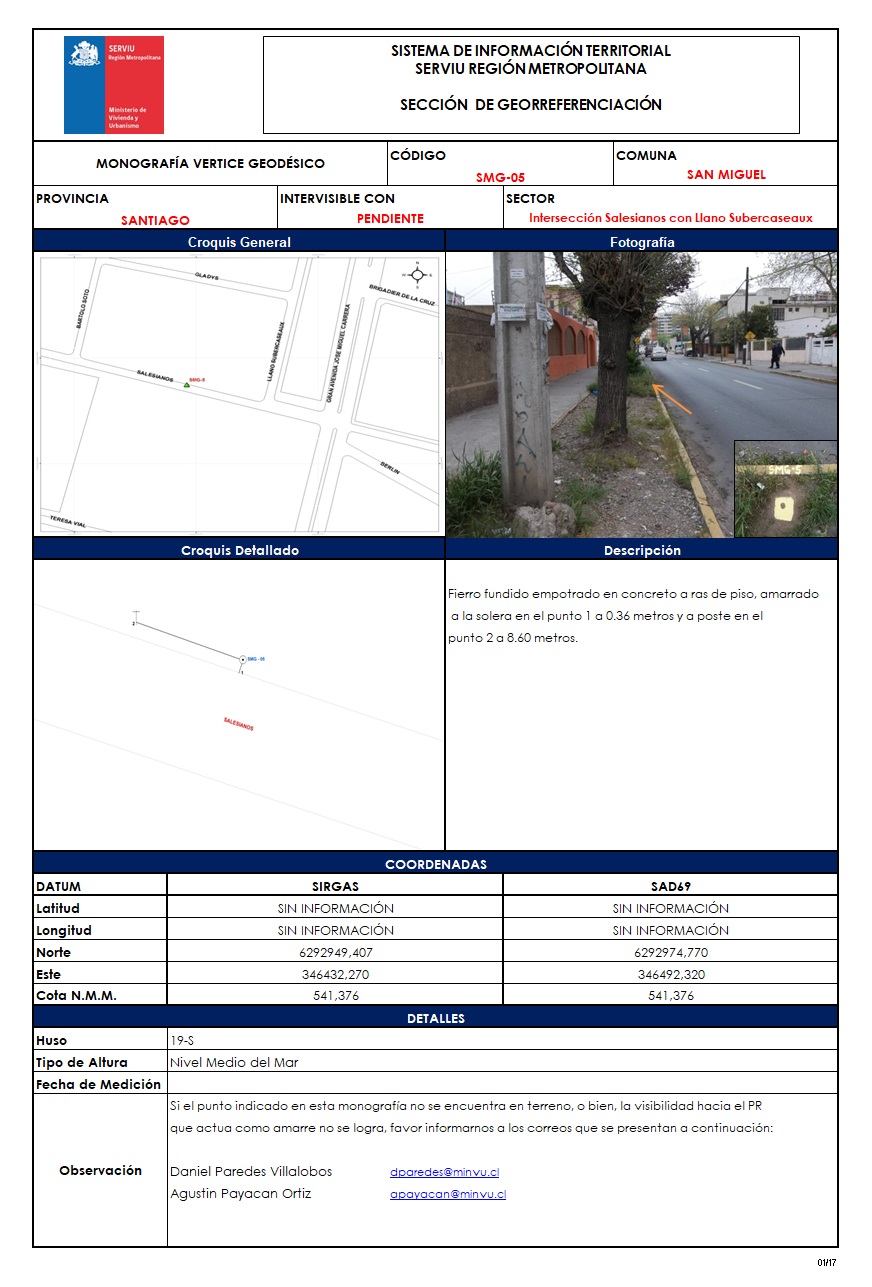 SERVIU
Región Metropolitana
Ministerio de
Vivienda y
Urbanismo
SISTEMA DE INFORMACIÓN TERRITORIAL
SERVIU REGIÓN METROPOLITANA
SECCIÓN DE GEORREFERENCIACIÓN
MONOGRAFÍA VERTICE GEODÉSICO
CÓDIGO
SMG-05
COMUNA
SAN MIGUEL
PROVINCIA
SANTIAGO
INTERVISIBLE CON
PENDIENTE
SECTOR
Intersección Salesianos con Llano Subercaseaux
Croquis General
Fotografía
GLADYS
BARTOLO SOTO
BRIGADIER DE LA CRUZ
LLANO SUBERCASEAUX
GRAN AVENIDA JOSE MIGUEL CARRERA
SALESIANOS
SMG-5
BERLIN
TERESA VIAL
N
SMG-5
Croquis Detallado
Descripción
2
SMG - 05
1
SALESIANOS
Fierro fundido empotrado en concreto a ras de piso, amarrado
a la solera en el punto 1 a 0.36 metros y a poste en el
punto 2 a 8.60 metros.
COORDENADAS
DATUM SIRGAS SAD69
Latitud SIN INFORMACIÓN SIN INFORMACIÓN
Longitud SIN INFORMACIÓN SIN INFORMACIÓN
Norte 6292949,407 6292974,770
Este 346432,270 346492,320
Cota N.M.M. 541,376 541,376
DETALLES
Huso 19-S
Tipo de Altura Nivel Medio del Mar
Fecha de Medición
Observación
Si el punto indicado en esta monografía no se encuentra en terreno, o bien, la visibilidad hacia el PR
que actua como amarre no se logra, favor informarnos a los correos que se presentan a continuación:
Daniel Paredes Villalobos dparedes@minvu.cl
Agustin Payacan Ortiz apayacan@minvu.cl
01/17